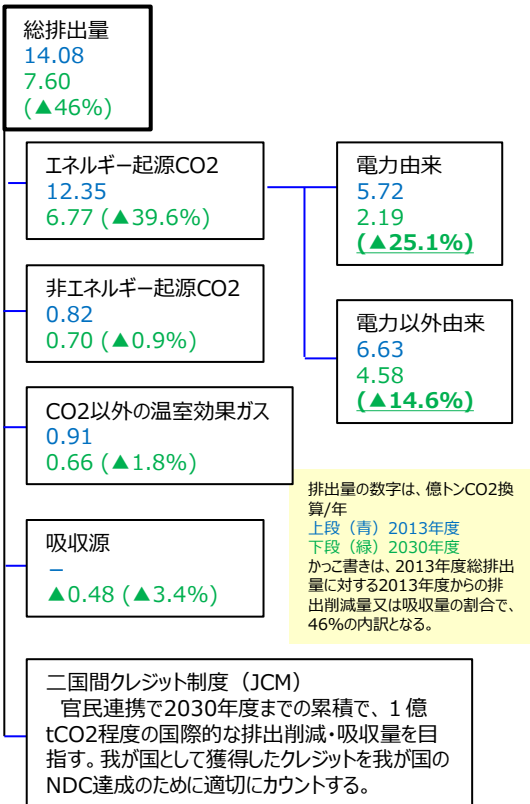 総排出量
14.08
7.60
(▲46%)
エネルギー起源CO2
12.35
6.77 (▲39.6%)
電力由来
5.72
2.19
(▲25.1%)
非エネルギー起源CO2
0.82
0.70 (▲0.9%)
電力以外由来
6.63
4.58
(▲14.6%)
CO2以外の温室効果ガス
0.91
0.66 (▲1.8%)
吸収源
－
▲0.48 (▲3.4%)
排出量の数字は、億トンCO2換
算/年
上段（青）2013年度
下段（緑）2030年度
かっこ書きは、2013年度総排出
量に対する2013年度からの排
出削減量又は吸収量の割合で、
46%の内訳となる。
二国間クレジット制度（JCM）
　官民連携で2030年度までの累積で、１億
tCO2程度の国際的な排出削減・吸収量を目
指す。我が国として獲得したクレジットを我が国の
NDC達成のために適切にカウントする。